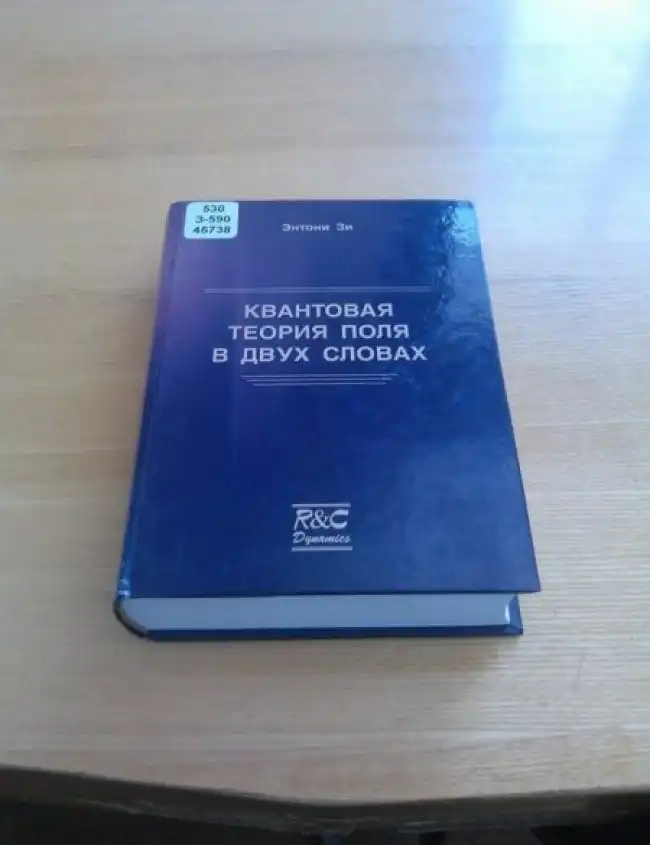 530
З-590
45738
Энтони Зи
КВАНТОВАЯ
ТЕОРИЯ ПОЛЯ
В ДВУХ СЛОВАХ
R&C
Dynamics